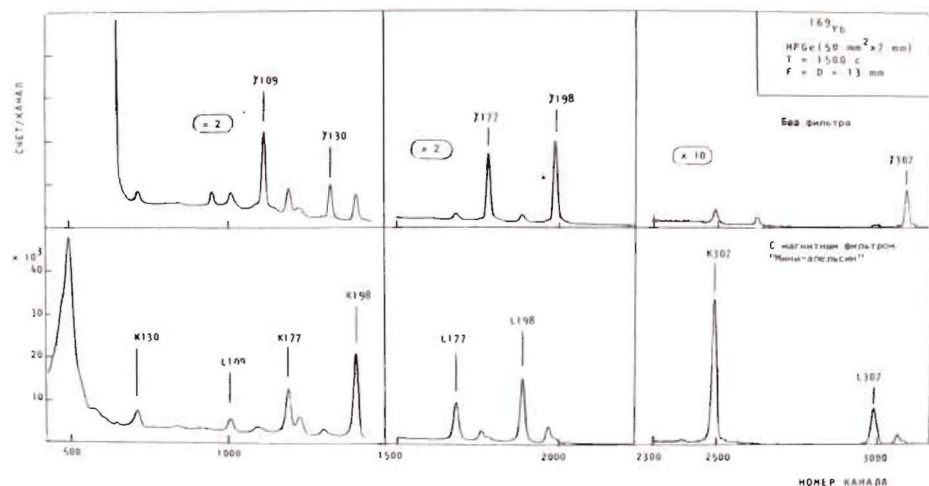 169Yb
HPGe(50 mm²x7 mm)
T = 1500 с
F = D = 13 mm
Без фильтра
СЧЕТ/КАНАЛ
× 2
γ109
γ130
× 2
γ177
γ198
× 10
γ307
С магнитным фильтром
"Мини-апельсин"
× 10³
40
30
20
10
K130
L109
K177
K198
L177
L198
K307
L307
500
1000
1500
2000
2300
2500
3000
НОМЕР КАНАЛА